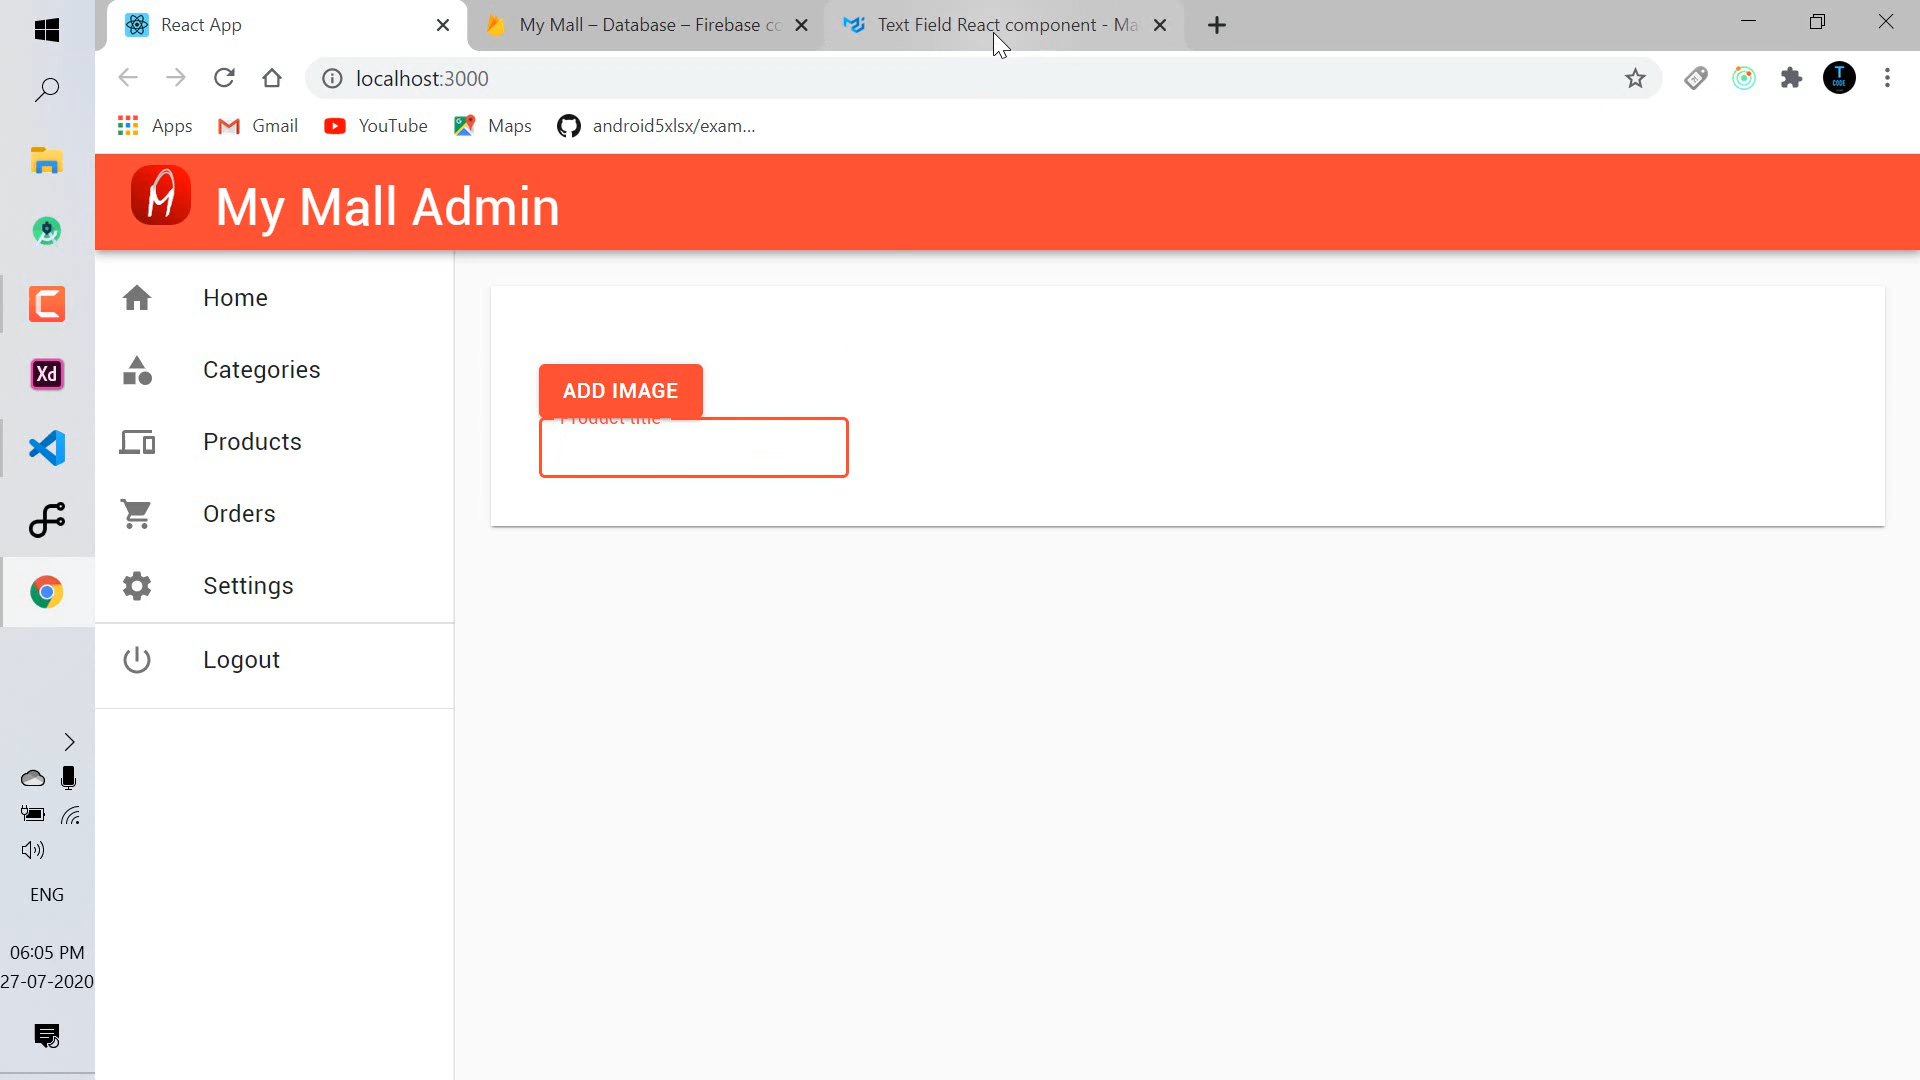 React App
My Mall – Database – Firebase co
Text Field React component - Ma
localhost:3000
Apps
Gmail
YouTube
Maps
android5xlsx/exam...
T
CODE
My Mall Admin
Home
Categories
Products
Orders
Settings
Logout
ADD IMAGE
Product title
Xd
ENG
06:05 PM
27-07-2020